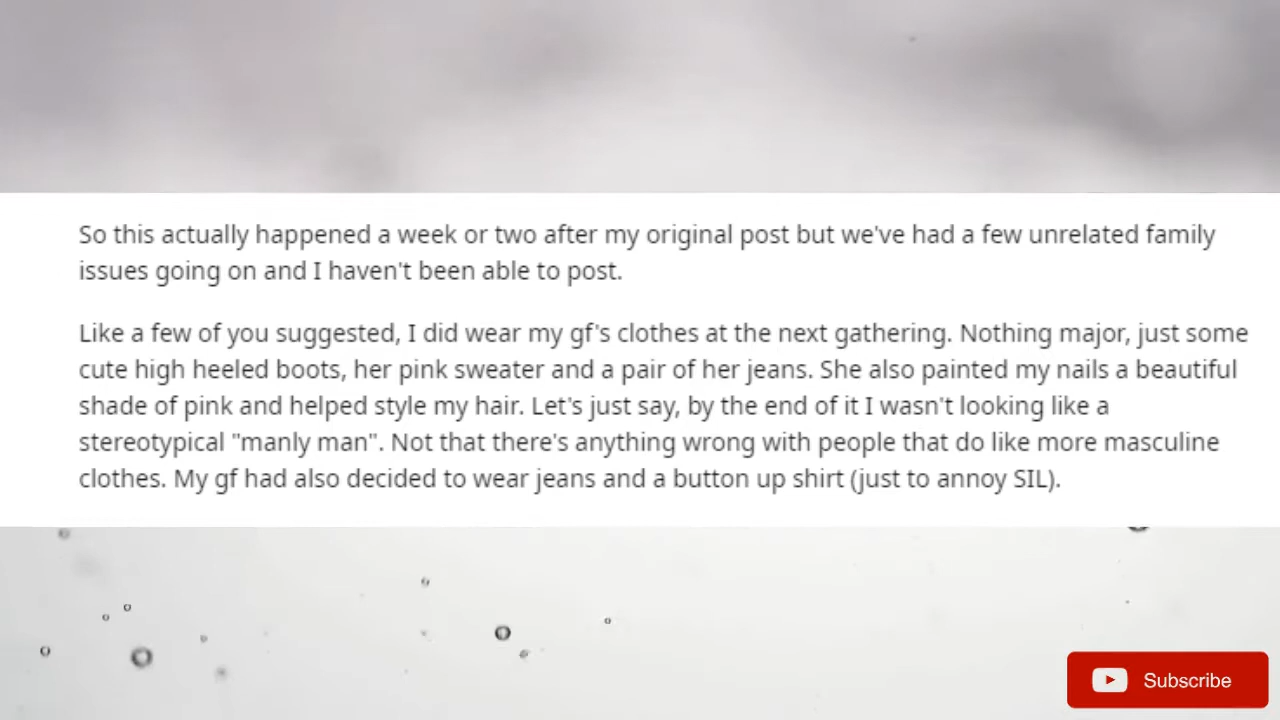 So this actually happened a week or two after my original post but we've had a few unrelated family
issues going on and I haven't been able to post.
Like a few of you suggested, I did wear my gf's clothes at the next gathering. Nothing major, just some
cute high heeled boots, her pink sweater and a pair of her jeans. She also painted my nails a beautiful
shade of pink and helped style my hair. Let's just say, by the end of it I wasn't looking like a
stereotypical "manly man". Not that there's anything wrong with people that do like more masculine
clothes. My gf had also decided to wear jeans and a button up shirt (just to annoy SIL).
Subscribe